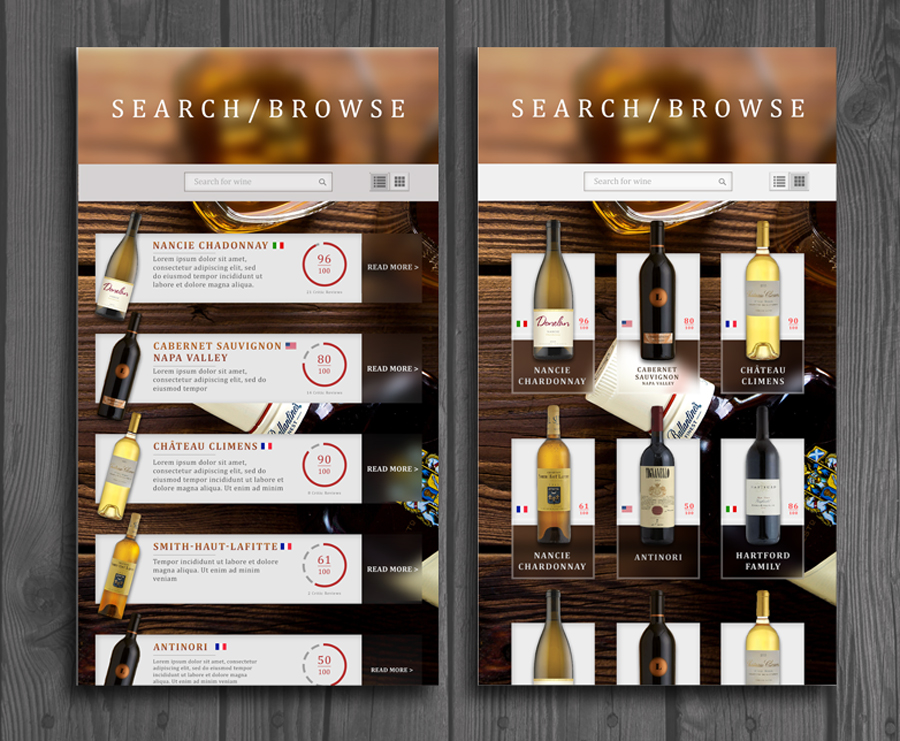 SEARCH/BROWSE
Search for wine
NANCIE CHADONNAY
Lorem ipsum dolor sit amet,
consectetur adipiscing elit, sed
do eiusmod tempor incididunt ut
labore et dolore magna aliqua.
96
100
READ MORE >
Donelan
CABERNET SAUVIGNON
NAPA VALLEY
Lorem ipsum dolor sit amet,
consectetur adipiscing elit, sed do
eiusmod tempor
80
100
READ MORE >
Ballantine's
FINEST
CHÂTEAU CLIMENS
Lorem ipsum dolor sit amet,
consectetur adipiscing elit, sed do
eiusmod tempor incididunt ut labore et
dolore magna aliqua. Ut enim ad minim
90
100
READ MORE >
SMITH-HAUT-LAFITTE
Tempor incididunt ut labore et dolore
magna aliqua. Ut enim ad minim
veniam
61
100
READ MORE >
ANTINORI
Lorem ipsum dolor sit amet, consectetur
adipiscing elit, sed do eiusmod tempor
incididunt ut labore et dolore magna
50
100
READ MORE >
SEARCH/BROWSE
Search for wine
Donelan
96
100
NANCIE
CHARDONNAY
80
100
CABERNET
SAUVIGNON
NAPA VALLEY
90
100
CHÂTEAU
CLIMENS
Ballantine's
FINEST
61
100
NANCIE
CHARDONNAY
TIGNANELLO
50
100
ANTINORI
86
100
HARTFORD
FAMILY